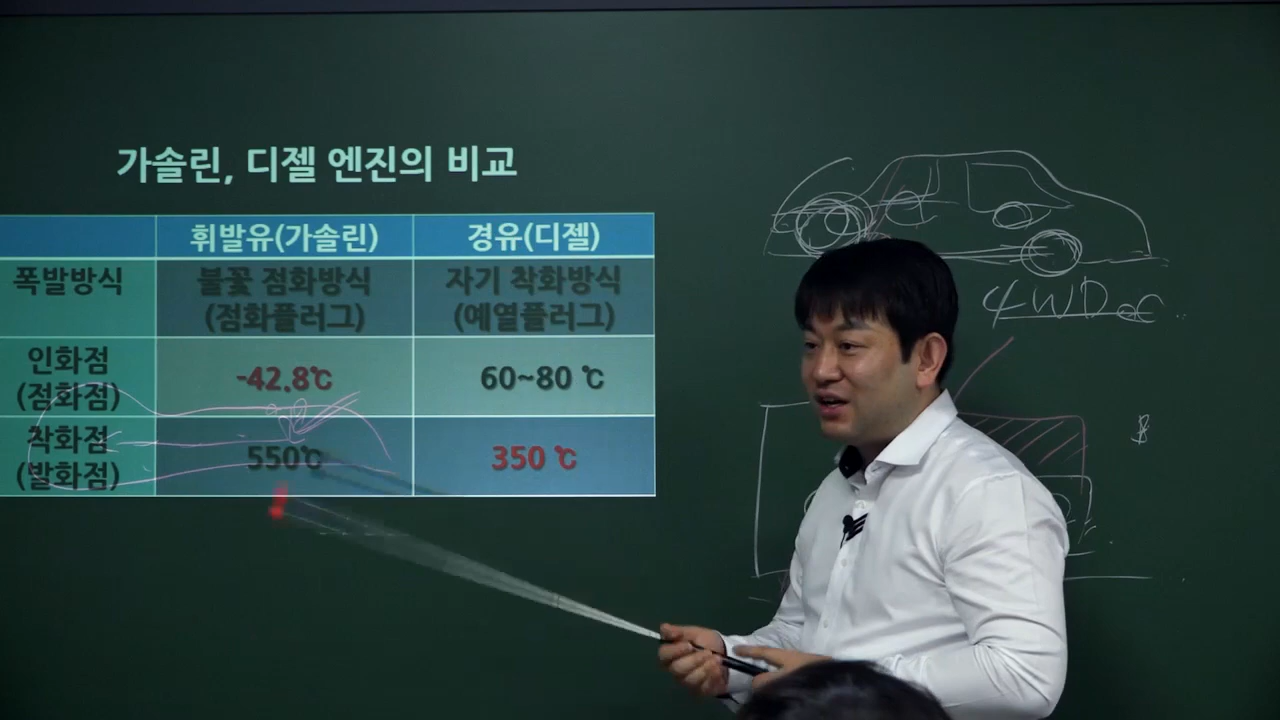 가솔린, 디젤 엔진의 비교
휘발유(가솔린) 경유(디젤)
폭발방식 불꽃 점화방식 (점화플러그) 자기 착화방식 (예열플러그)
인화점 (점화점) -42.8℃ 60~80 ℃
착화점 (발화점) 550℃ 350 ℃
4WD